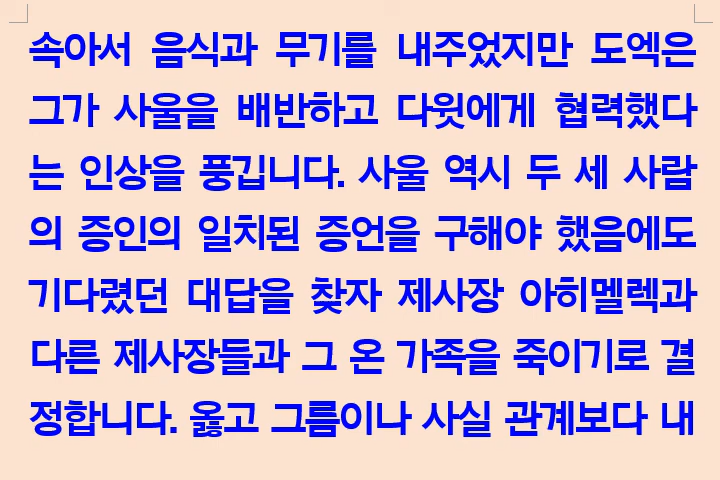 속아서 음식과 무기를 내주었지만 도엑은
그가 사울을 배반하고 다윗에게 협력했다
는 인상을 풍깁니다. 사울 역시 두 세 사람
의 증인의 일치된 증언을 구해야 했음에도
기다렸던 대답을 찾자 제사장 아히멜렉과
다른 제사장들과 그 온 가족을 죽이기로 결
정합니다. 옳고 그름이나 사실 관계보다 내